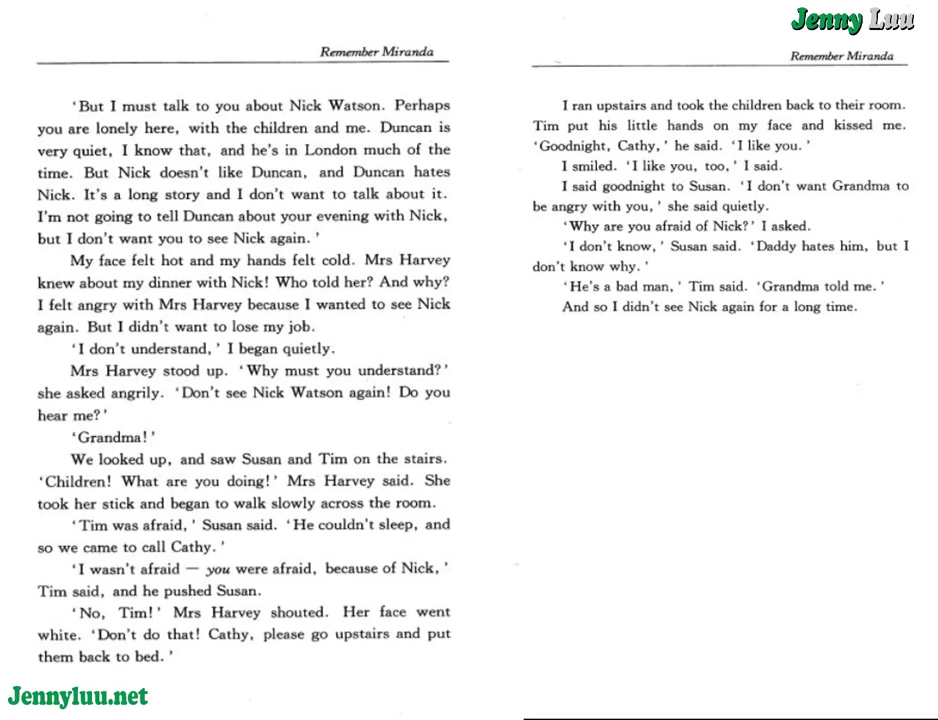 Jenny Luu
Remember Miranda
'But I must talk to you about Nick Watson. Perhaps
you are lonely here, with the children and me. Duncan is
very quiet, I know that, and he's in London much of the
time. But Nick doesn't like Duncan, and Duncan hates
Nick. It's a long story and I don't want to talk about it.
I'm not going to tell Duncan about your evening with Nick,
but I don't want you to see Nick again.'
My face felt hot and my hands felt cold. Mrs Harvey
knew about my dinner with Nick! Who told her? And why?
I felt angry with Mrs Harvey because I wanted to see Nick
again. But I didn't want to lose my job.
'I don't understand,' I began quietly.
Mrs Harvey stood up. 'Why must you understand?'
she asked angrily. 'Don't see Nick Watson again! Do you
hear me?'
'Grandma!'
We looked up, and saw Susan and Tim on the stairs.
'Children! What are you doing!' Mrs Harvey said. She
took her stick and began to walk slowly across the room.
'Tim was afraid,' Susan said. 'He couldn't sleep, and
so we came to call Cathy.'
'I wasn't afraid — you were afraid, because of Nick,'
Tim said, and he pushed Susan.
'No, Tim!' Mrs Harvey shouted. Her face went
white. 'Don't do that! Cathy, please go upstairs and put
them back to bed.'
Remember Miranda
I ran upstairs and took the children back to their room.
Tim put his little hands on my face and kissed me.
'Goodnight, Cathy,' he said. 'I like you.'
I smiled. 'I like you, too,' I said.
I said goodnight to Susan. 'I don't want Grandma to
be angry with you,' she said quietly.
'Why are you afraid of Nick?' I asked.
'I don't know,' Susan said. 'Daddy hates him, but I
don't know why.'
'He's a bad man,' Tim said. 'Grandma told me.'
And so I didn't see Nick again for a long time.
Jennyluu.net